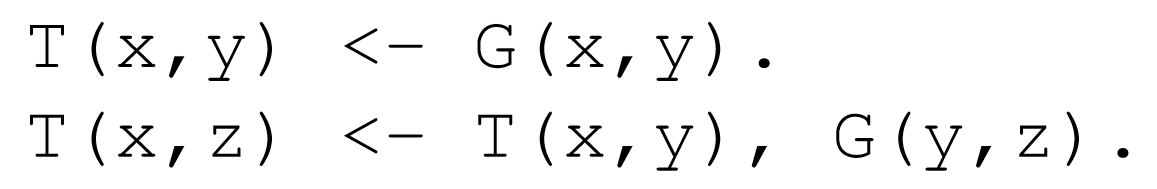 T(x,y) <- G(x,y).
T(x,z) <- T(x,y), G(y,z).